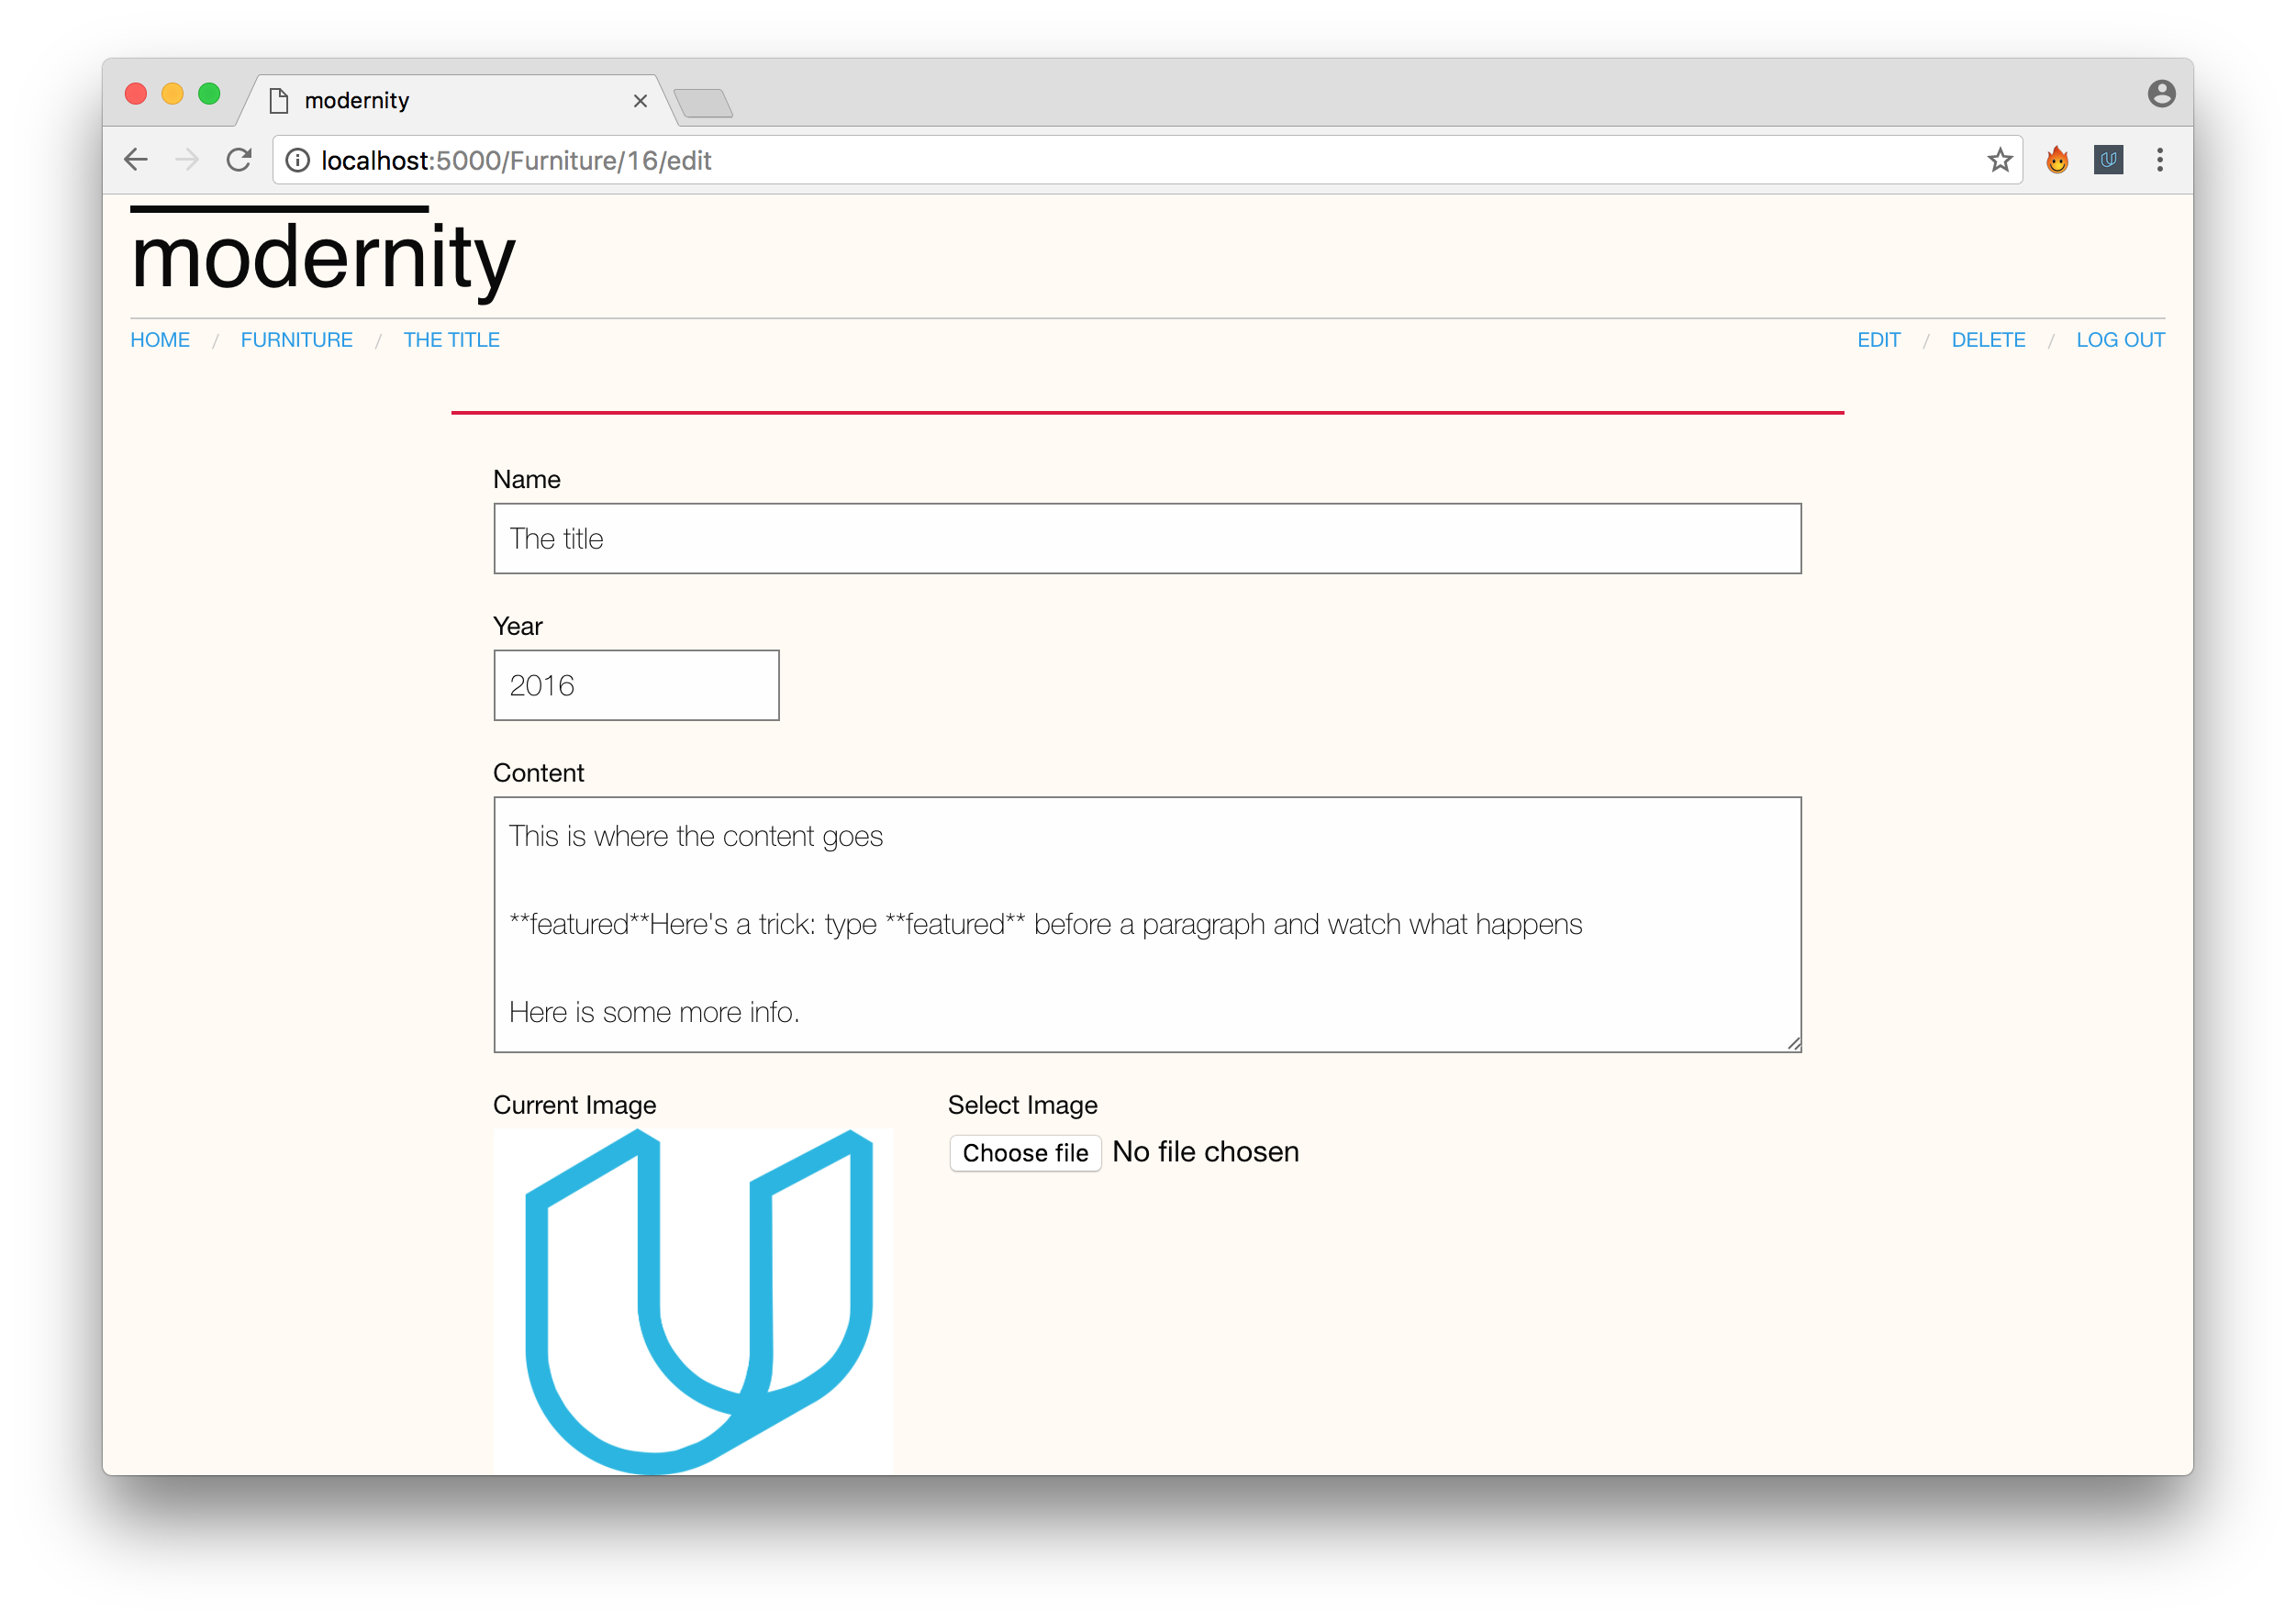 modernity
localhost:5000/Furniture/16/edit
modernity
HOME / FURNITURE / THE TITLE EDIT / DELETE / LOG OUT
Name
The title
Year
2016
Content
This is where the content goes
**featured**Here's a trick: type **featured** before a paragraph and watch what happens
Here is some more info.
Current Image Select Image
Choose file No file chosen